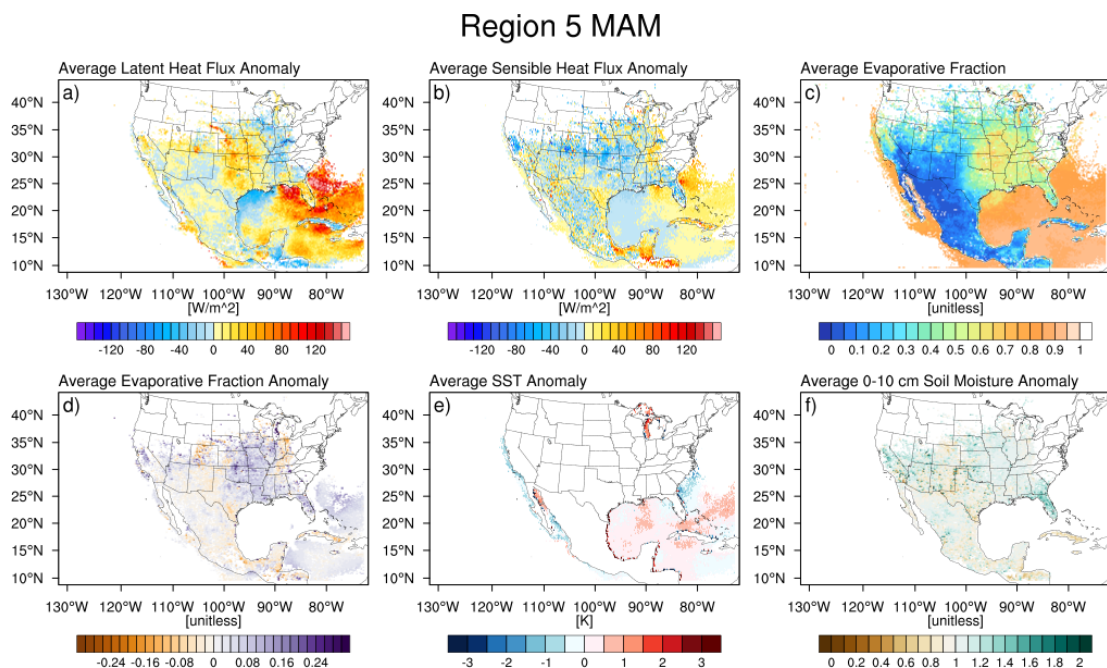 Region 5 MAM
Average Latent Heat Flux Anomaly
a)
40°N
35°N
30°N
25°N
20°N
15°N
10°N
130°W 120°W 110°W 100°W 90°W 80°W
[W/m^2]
-120 -80 -40 0 40 80 120
Average Sensible Heat Flux Anomaly
b)
40°N
35°N
30°N
25°N
20°N
15°N
10°N
130°W 120°W 110°W 100°W 90°W 80°W
[W/m^2]
-120 -80 -40 0 40 80 120
Average Evaporative Fraction
c)
40°N
35°N
30°N
25°N
20°N
15°N
10°N
130°W 120°W 110°W 100°W 90°W 80°W
[unitless]
0 0.1 0.2 0.3 0.4 0.5 0.6 0.7 0.8 0.9 1
Average Evaporative Fraction Anomaly
d)
40°N
35°N
30°N
25°N
20°N
15°N
10°N
130°W 120°W 110°W 100°W 90°W 80°W
[unitless]
-0.24 -0.16 -0.08 0 0.08 0.16 0.24
Average SST Anomaly
e)
40°N
35°N
30°N
25°N
20°N
15°N
10°N
130°W 120°W 110°W 100°W 90°W 80°W
[K]
-3 -2 -1 0 1 2 3
Average 0-10 cm Soil Moisture Anomaly
f)
40°N
35°N
30°N
25°N
20°N
15°N
10°N
130°W 120°W 110°W 100°W 90°W 80°W
[unitless]
0 0.2 0.4 0.6 0.8 1 1.2 1.4 1.6 1.8 2